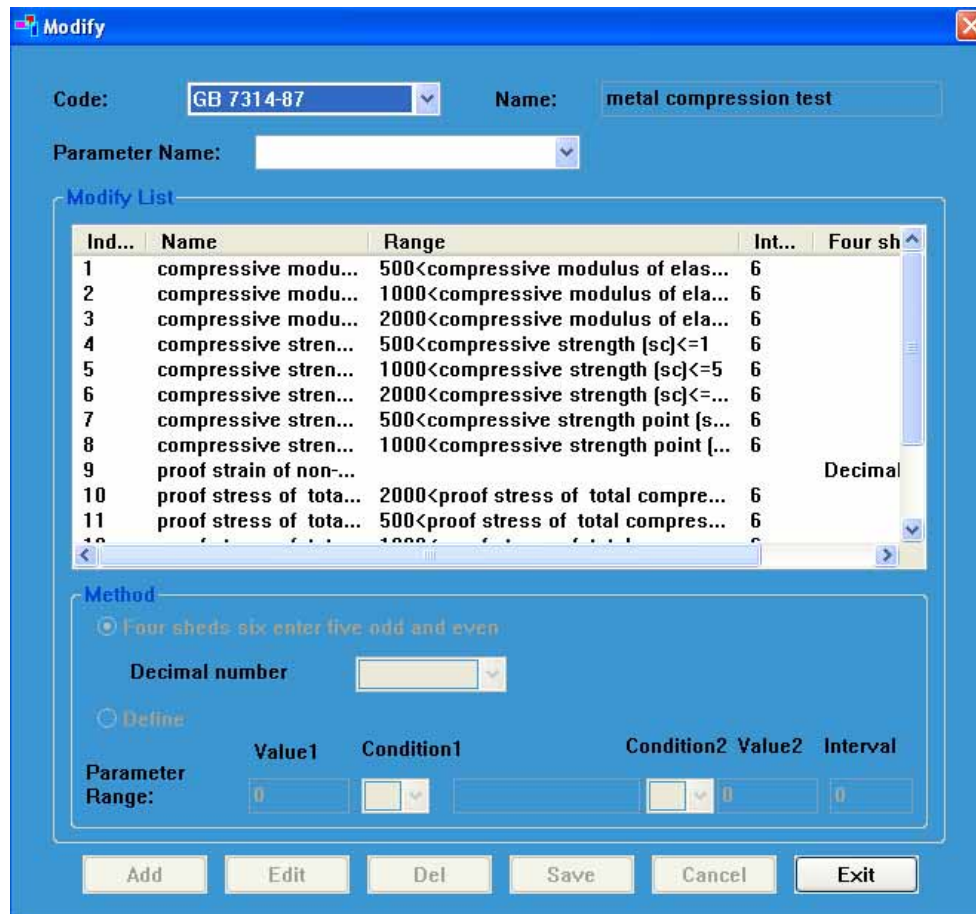 Modify
Code: GB 7314-87 Name: metal compression test
Parameter Name:
Modify List
Ind... Name Range Int... Four sh
1 compressive modu... 500<compressive modulus of elas... 6
2 compressive modu... 1000<compressive modulus of ela... 6
3 compressive modu... 2000<compressive modulus of ela... 6
4 compressive stren... 500<compressive strength (sc)<=1 6
5 compressive stren... 1000<compressive strength (sc)<=5 6
6 compressive stren... 2000<compressive strength (sc)<=... 6
7 compressive stren... 500<compressive strength point (s... 6
8 compressive stren... 1000<compressive strength point (... 6
9 proof strain of non-... Decimal
10 proof stress of tota... 2000<proof stress of total compre... 6
11 proof stress of tota... 500<proof stress of total compres... 6
Method
Four sheds six enter five odd and even
Decimal number
Define
Value1 Condition1 Condition2 Value2 Interval
Parameter
Range: 0 0 0
Add Edit Del Save Cancel Exit